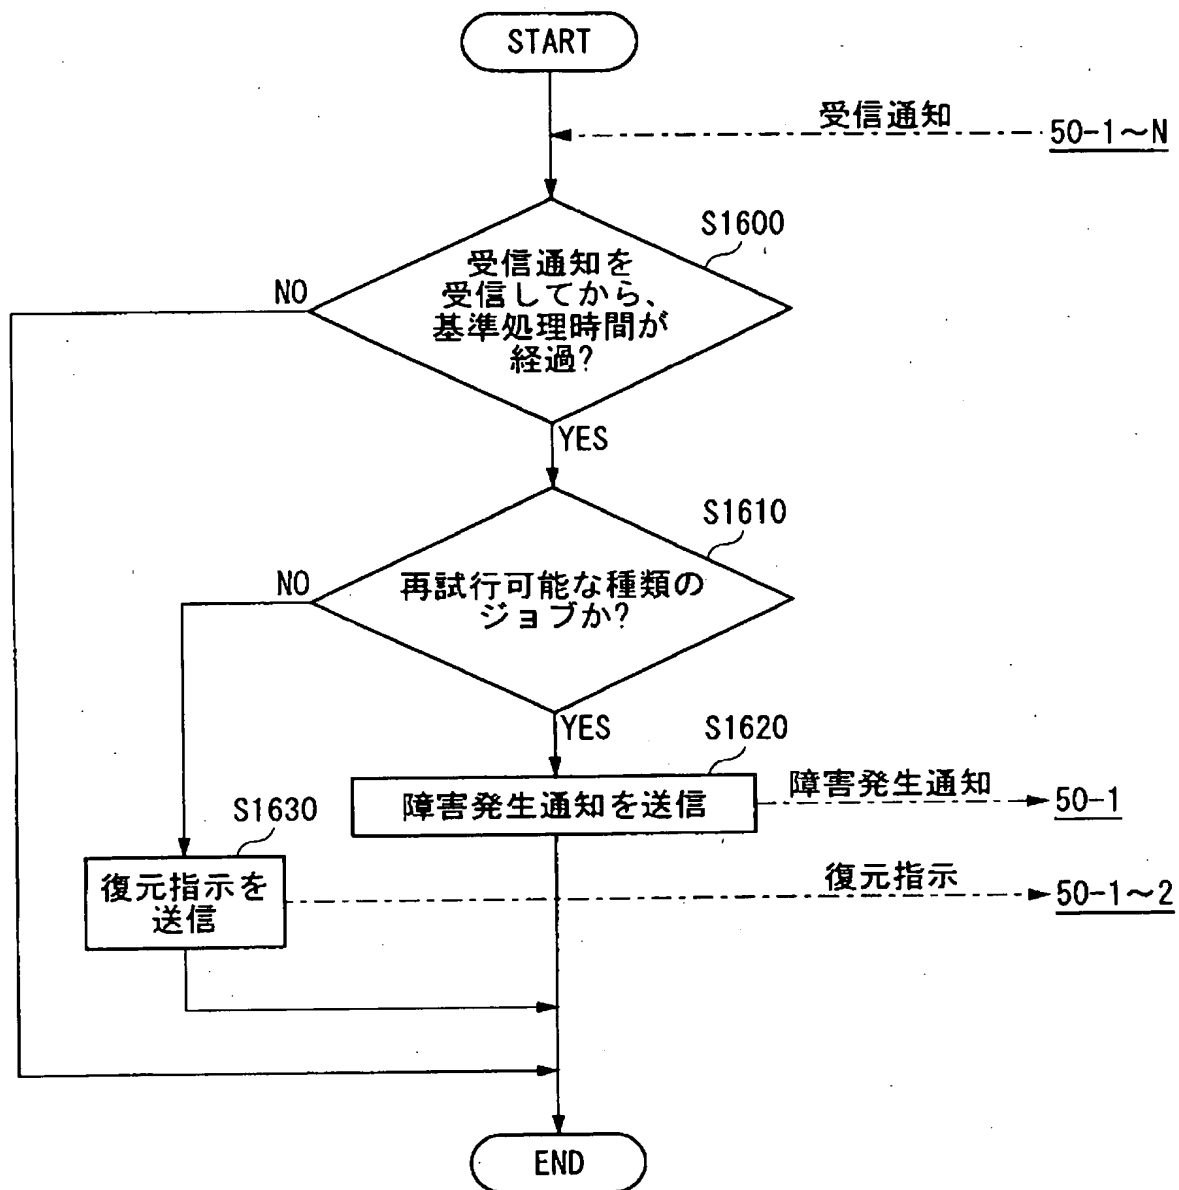 START
受信通知
50-1～N
S1600
受信通知を
受信してから、
基準処理時間が
経過?
NO
YES
S1610
再試行可能な種類の
ジョブか?
NO
YES
S1620
障害発生通知を送信
障害発生通知
50-1
S1630
復元指示を
送信
復元指示
50-1～2
END